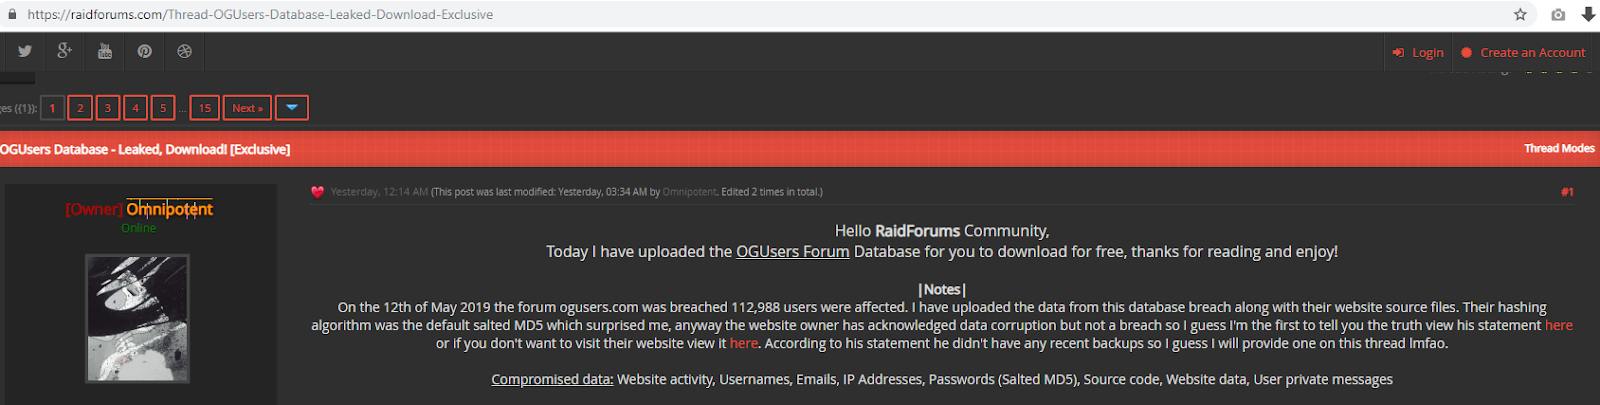 https://raidforums.com/Thread-OGUsers-Database-Leaked-Download-Exclusive
Login Create an Account
es ({1}): 1 2 3 4 5 ... 15 Next »
OGUsers Database - Leaked, Download! [Exclusive] Thread Modes
[Owner] Omnipotent
Online
Yesterday, 12:14 AM (This post was last modified: Yesterday, 03:34 AM by Omnipotent. Edited 2 times in total.) #1
Hello RaidForums Community,
Today I have uploaded the OGUsers Forum Database for you to download for free, thanks for reading and enjoy!
|Notes|
On the 12th of May 2019 the forum ogusers.com was breached 112,988 users were affected. I have uploaded the data from this database breach along with their website source files. Their hashing
algorithm was the default salted MD5 which surprised me, anyway the website owner has acknowledged data corruption but not a breach so I guess I'm the first to tell you the truth view his statement here
or if you don't want to visit their website view it here. According to his statement he didn't have any recent backups so I guess I will provide one on this thread lmfao.
Compromised data: Website activity, Usernames, Emails, IP Addresses, Passwords (Salted MD5), Source code, Website data, User private messages